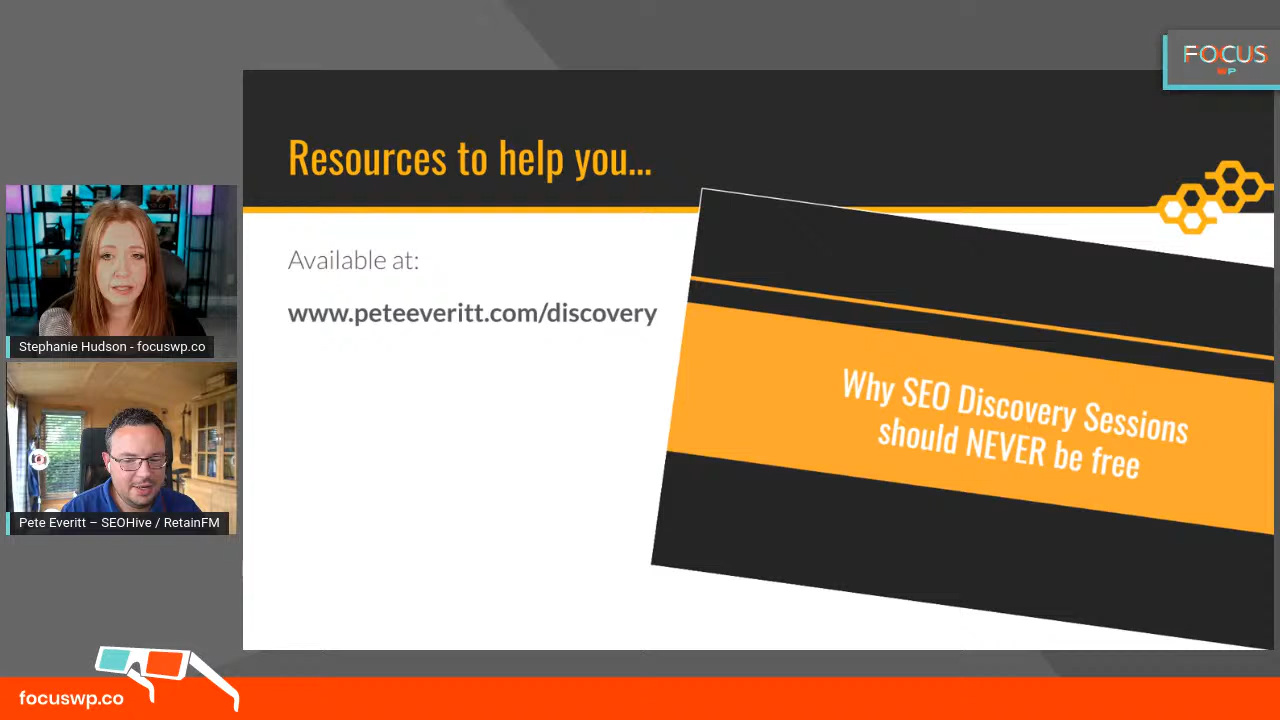 FOCUS
WP
Resources to help you...
Available at:
www.peteeveritt.com/discovery
Why SEO Discovery Sessions
should NEVER be free
Stephanie Hudson - focuswp.co
Pete Everitt – SEOHive / RetainFM
focuswp.co